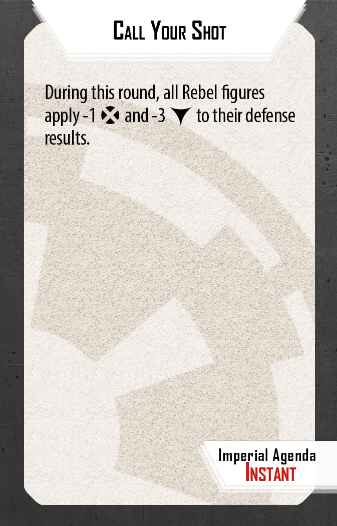 Call Your Shot
During this round, all Rebel figures
apply -1 and -3 to their defense
results.
Imperial Agenda
Instant